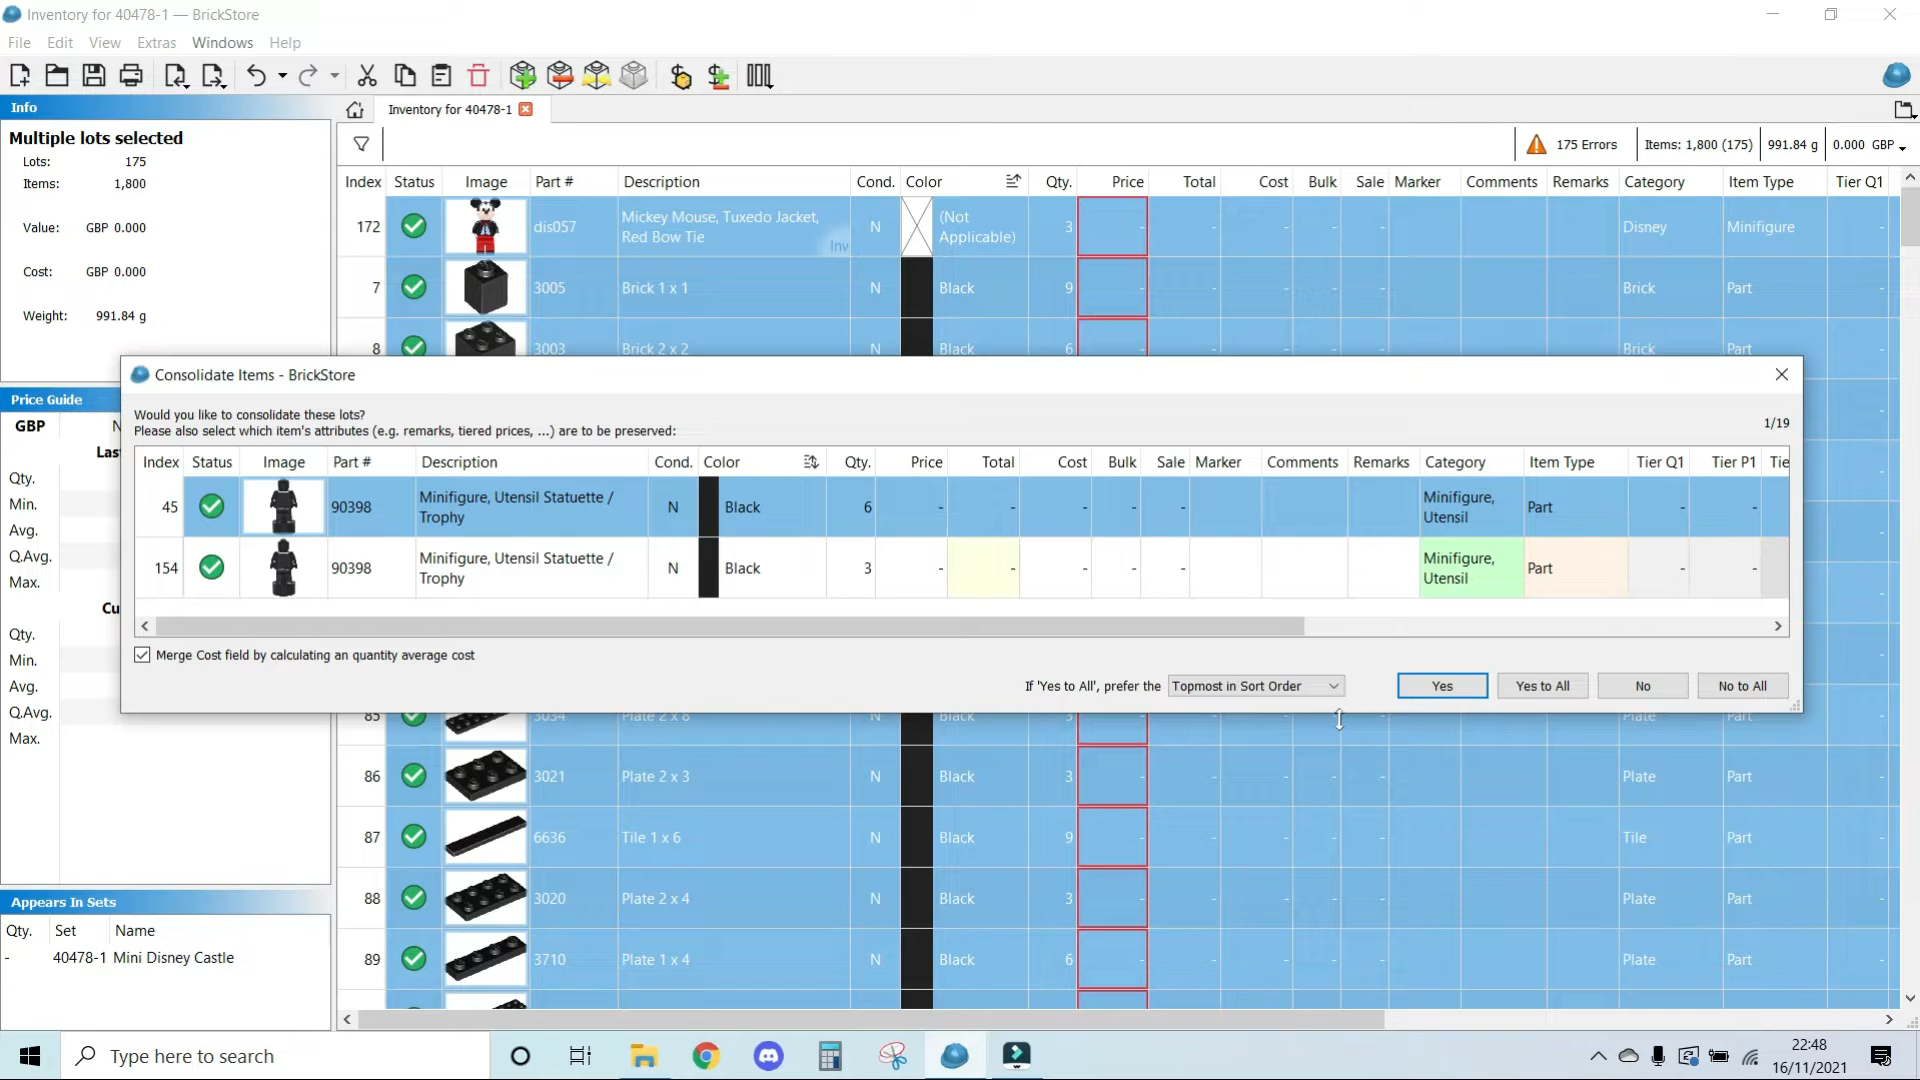 Inventory for 40478-1 — BrickStore
File Edit View Extras Windows Help
Info
Inventory for 40478-1
Multiple lots selected
Lots: 175
Items: 1,800
Value: GBP 0.000
Cost: GBP 0.000
Weight: 991.84 g
175 Errors Items: 1,800 (175) 991.84 g 0.000 GBP
Index Status Image Part # Description Cond. Color Qty. Price Total Cost Bulk Sale Marker Comments Remarks Category Item Type Tier Q1
172 dis057 Mickey Mouse, Tuxedo Jacket, Red Bow Tie Inv N (Not Applicable) 3 - - - - - Disney Minifigure -
7 3005 Brick 1 x 1 N Black 9 - - - - - Brick Part -
8 3003 Brick 2 x 2 N Black 6 - - - - - Brick Part -
Price Guide
GBP N
Las
Qty.
Min.
Avg.
Q.Avg.
Max.
Cu
Qty.
Min.
Avg.
Q.Avg.
Max.
Consolidate Items - BrickStore
Would you like to consolidate these lots?
Please also select which item's attributes (e.g. remarks, tiered prices, ...) are to be preserved:
1/19
Index Status Image Part # Description Cond. Color Qty. Price Total Cost Bulk Sale Marker Comments Remarks Category Item Type Tier Q1 Tier P1 Tie
45 90398 Minifigure, Utensil Statuette / Trophy N Black 6 - - - - - Minifigure, Utensil Part - -
154 90398 Minifigure, Utensil Statuette / Trophy N Black 3 - - - - - Minifigure, Utensil Part - -
Merge Cost field by calculating an quantity average cost
If 'Yes to All', prefer the Topmost in Sort Order Yes Yes to All No No to All
85 3034 Plate 2 x 8 Black 3 - - - - Plate Part -
86 3021 Plate 2 x 3 N Black 3 - - - - - Plate Part -
87 6636 Tile 1 x 6 N Black 9 - - - - - Tile Part -
88 3020 Plate 2 x 4 N Black 3 - - - - - Plate Part -
89 3710 Plate 1 x 4 N Black 6 - - - - - Plate Part -
Appears In Sets
Qty. Set Name
- 40478-1 Mini Disney Castle
Type here to search
22:48
16/11/2021